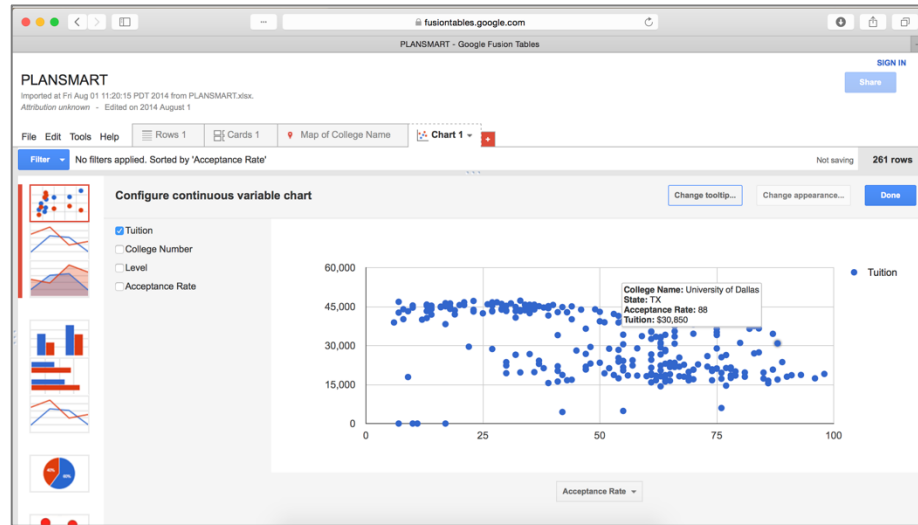 fusiontables.google.com
PLANSMART - Google Fusion Tables
SIGN IN
PLANSMART
Share
Imported at Fri Aug 01 11:20:15 PDT 2014 from PLANSMART.xlsx.
Attribution unknown - Edited on 2014 August 1
File Edit Tools Help Rows 1 Cards 1 Map of College Name Chart 1 +
Filter No filters applied. Sorted by 'Acceptance Rate' Not saving 261 rows
Configure continuous variable chart Change tooltip... Change appearance... Done
Tuition
College Number
Level
Acceptance Rate
60,000
45,000
30,000
15,000
0
College Name: University of Dallas
State: TX
Acceptance Rate: 88
Tuition: $30,850
Tuition
0 25 50 75 100
Acceptance Rate
40%
60%